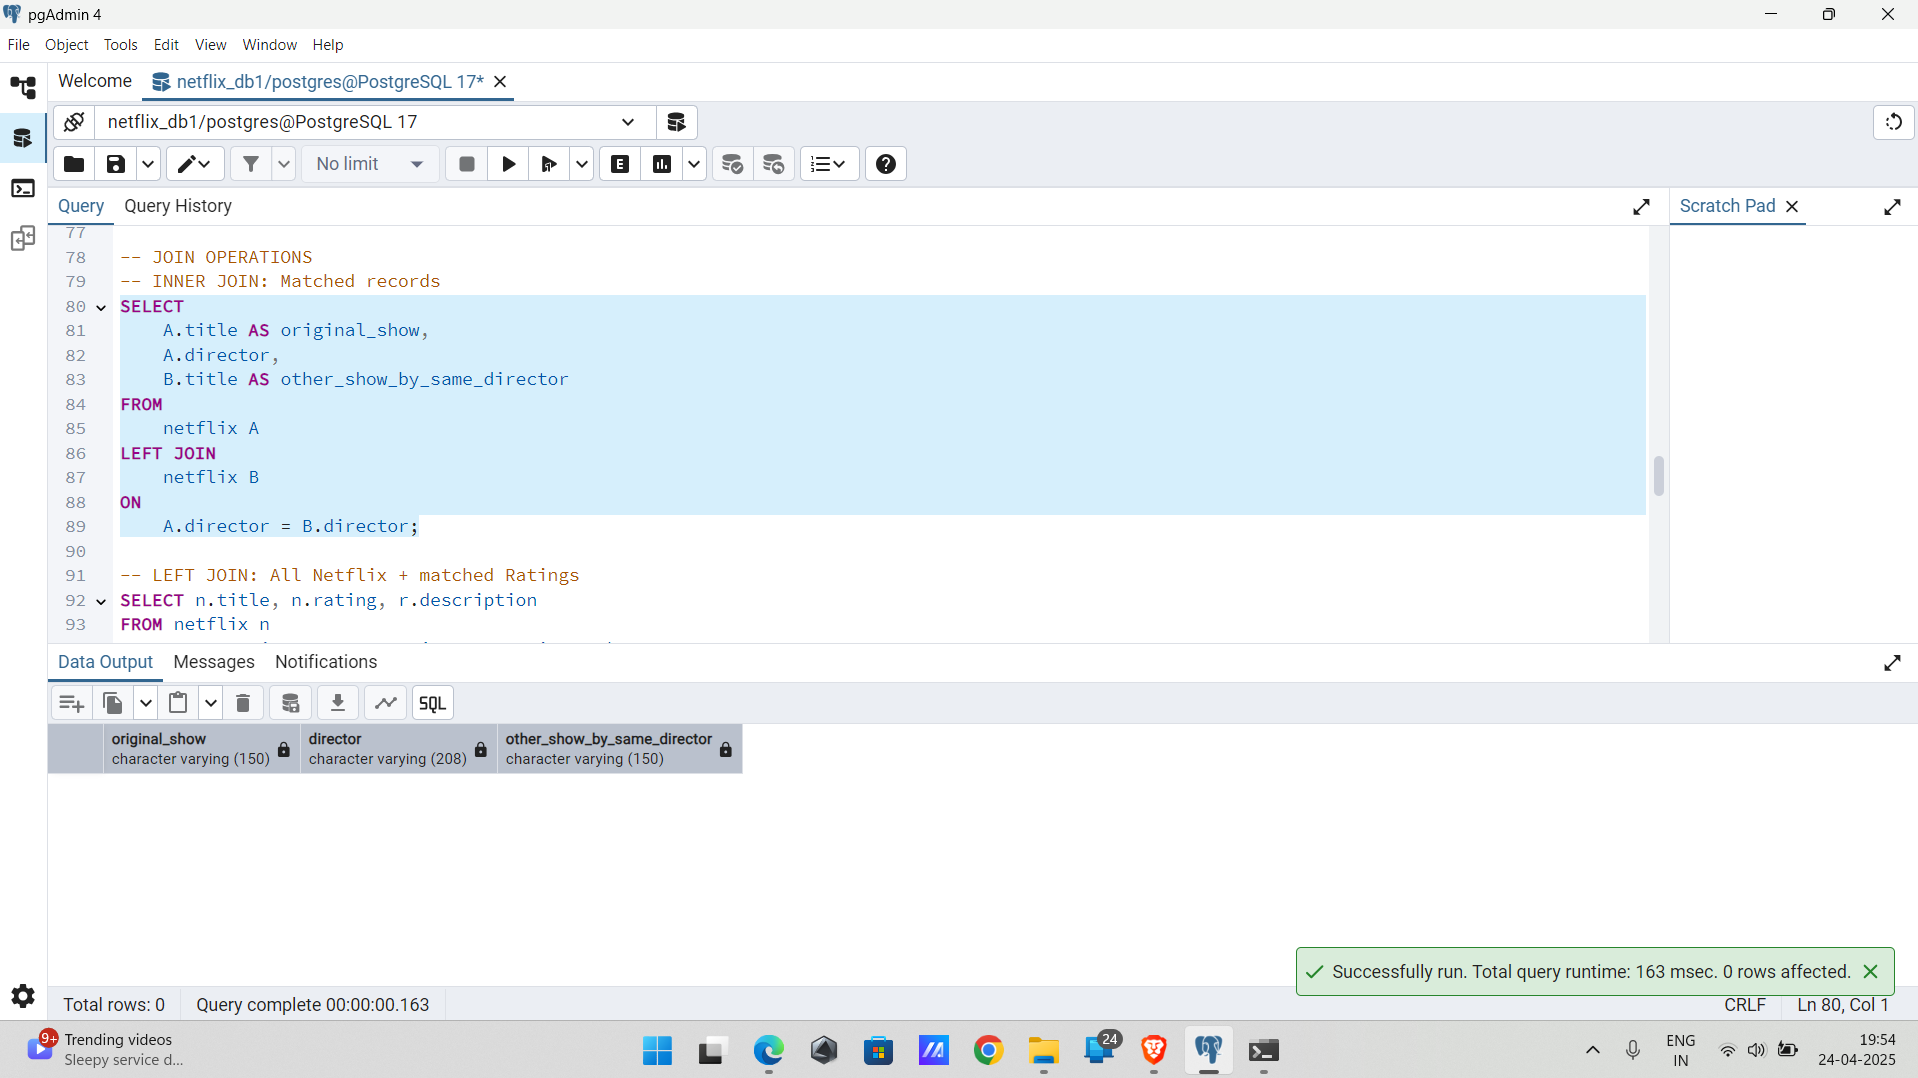 pgAdmin 4
File Object Tools Edit View Window Help
Welcome netflix_db1/postgres@PostgreSQL 17*
netflix_db1/postgres@PostgreSQL 17
No limit
E
Query Query History
Scratch Pad
77
78 -- JOIN OPERATIONS
79 -- INNER JOIN: Matched records
80 SELECT
81 A.title AS original_show,
82 A.director,
83 B.title AS other_show_by_same_director
84 FROM
85 netflix A
86 LEFT JOIN
87 netflix B
88 ON
89 A.director = B.director;
90
91 -- LEFT JOIN: All Netflix + matched Ratings
92 SELECT n.title, n.rating, r.description
93 FROM netflix n
Data Output Messages Notifications
SQL
original_show director other_show_by_same_director
character varying (150) character varying (208) character varying (150)
Successfully run. Total query runtime: 163 msec. 0 rows affected.
Total rows: 0 Query complete 00:00:00.163 CRLF Ln 80, Col 1
9+ Trending videos
Sleepy service d...
24
ENG
IN
19:54
24-04-2025